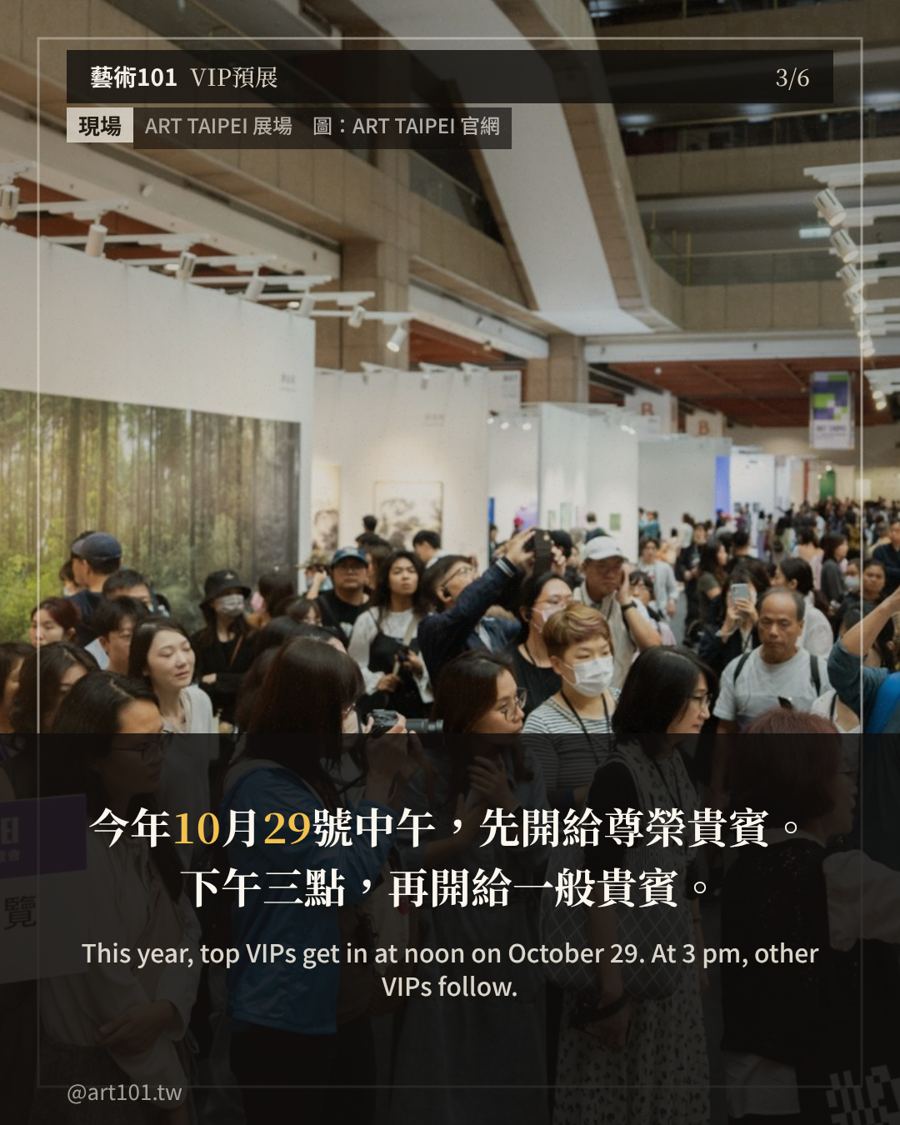 藝術101 VIP預展
3/6
現場 ART TAIPEI 展場 圖：ART TAIPEI 官網
B
B
ART TAIPEI
覽
今年10月29號中午，先開給尊榮貴賓。
下午三點，再開給一般貴賓。
This year, top VIPs get in at noon on October 29. At 3 pm, other
VIPs follow.
@art101.tw